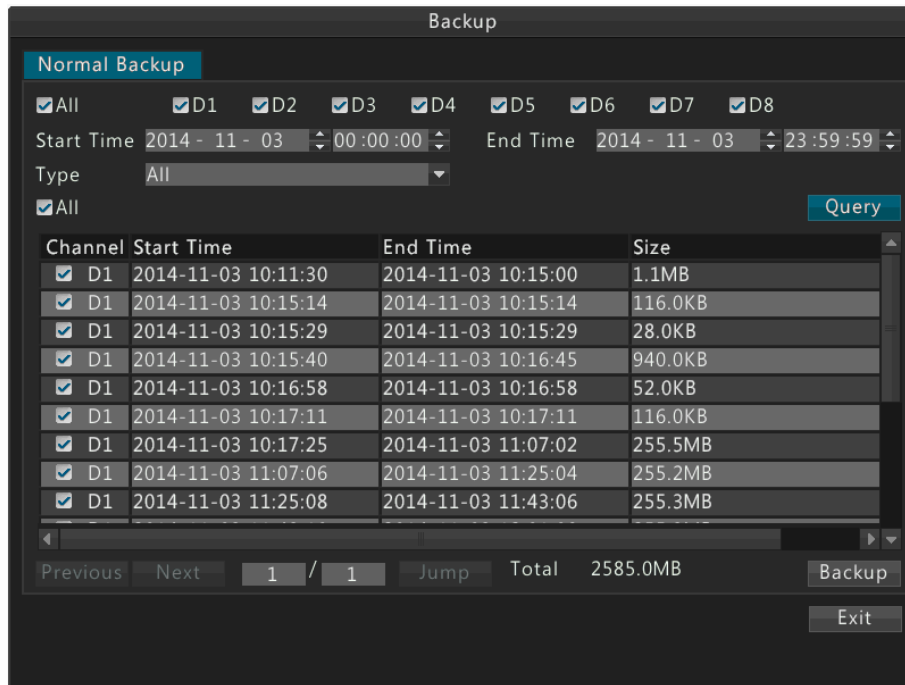 Backup
Normal Backup
All D1 D2 D3 D4 D5 D6 D7 D8
Start Time 2014 - 11 - 03 00:00:00 End Time 2014 - 11 - 03 23:59:59
Type All
All Query
Channel Start Time End Time Size
D1 2014-11-03 10:11:30 2014-11-03 10:15:00 1.1MB
D1 2014-11-03 10:15:14 2014-11-03 10:15:14 116.0KB
D1 2014-11-03 10:15:29 2014-11-03 10:15:29 28.0KB
D1 2014-11-03 10:15:40 2014-11-03 10:16:45 940.0KB
D1 2014-11-03 10:16:58 2014-11-03 10:16:58 52.0KB
D1 2014-11-03 10:17:11 2014-11-03 10:17:11 116.0KB
D1 2014-11-03 10:17:25 2014-11-03 11:07:02 255.5MB
D1 2014-11-03 11:07:06 2014-11-03 11:25:04 255.2MB
D1 2014-11-03 11:25:08 2014-11-03 11:43:06 255.3MB
Previous Next 1 / 1 Jump Total 2585.0MB Backup
Exit